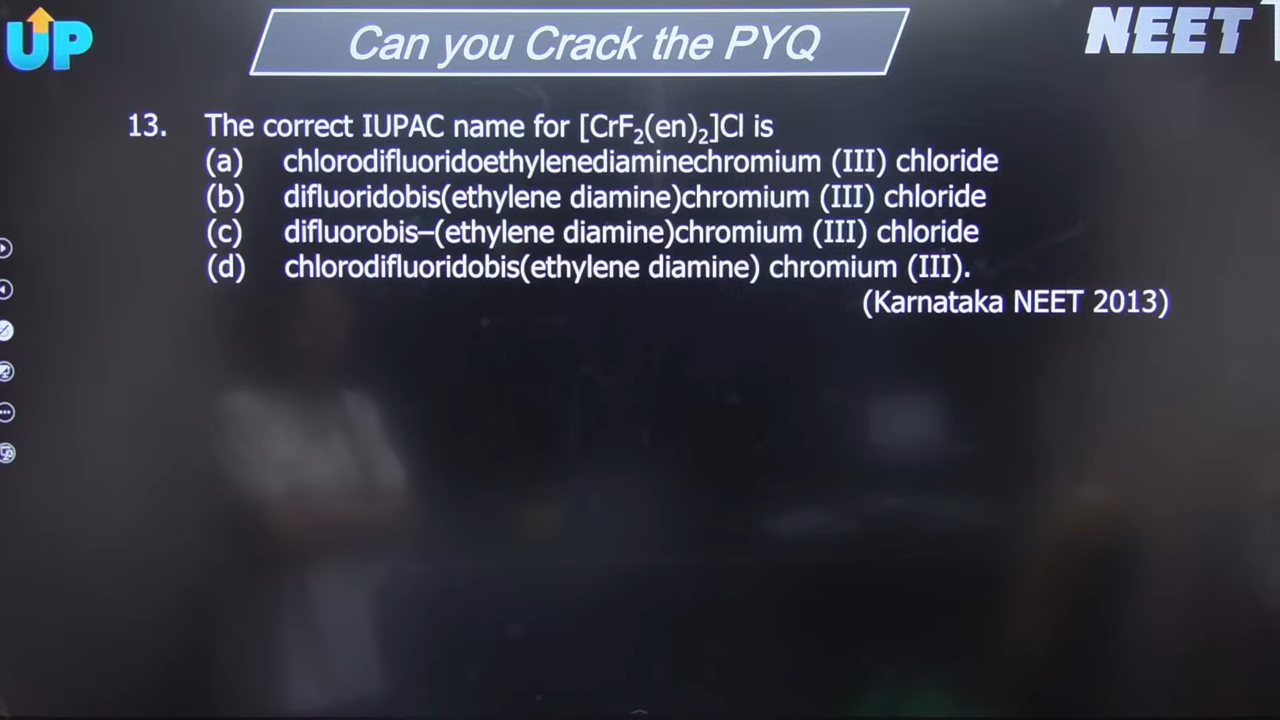 UP
Can you Crack the PYQ
NEET
13. The correct IUPAC name for [CrF₂(en)₂]Cl is
(a) chlorodifluoridoethylenediaminechromium (III) chloride
(b) difluoridobis(ethylene diamine)chromium (III) chloride
(c) difluorobis–(ethylene diamine)chromium (III) chloride
(d) chlorodifluoridobis(ethylene diamine) chromium (III).
(Karnataka NEET 2013)